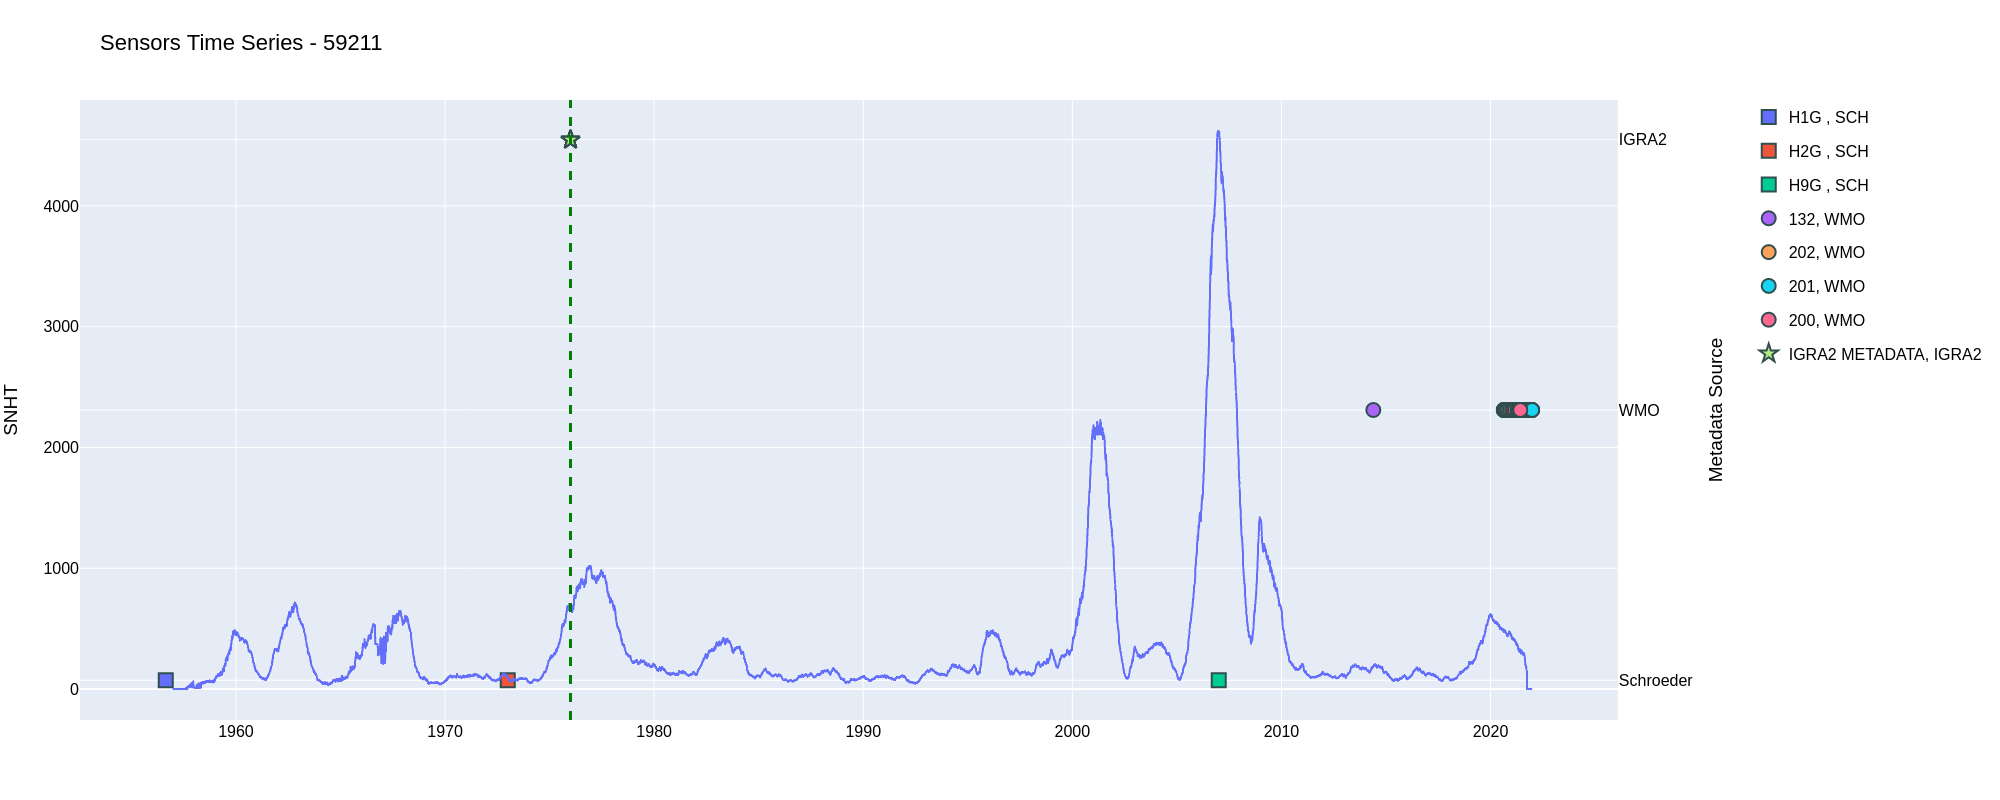 Sensors Time Series - 59211
SNHT
4000
3000
2000
1000
0
1960
1970
1980
1990
2000
2010
2020
IGRA2
WMO
Schroeder
Metadata Source
H1G , SCH
H2G , SCH
H9G , SCH
132, WMO
202, WMO
201, WMO
200, WMO
IGRA2 METADATA, IGRA2